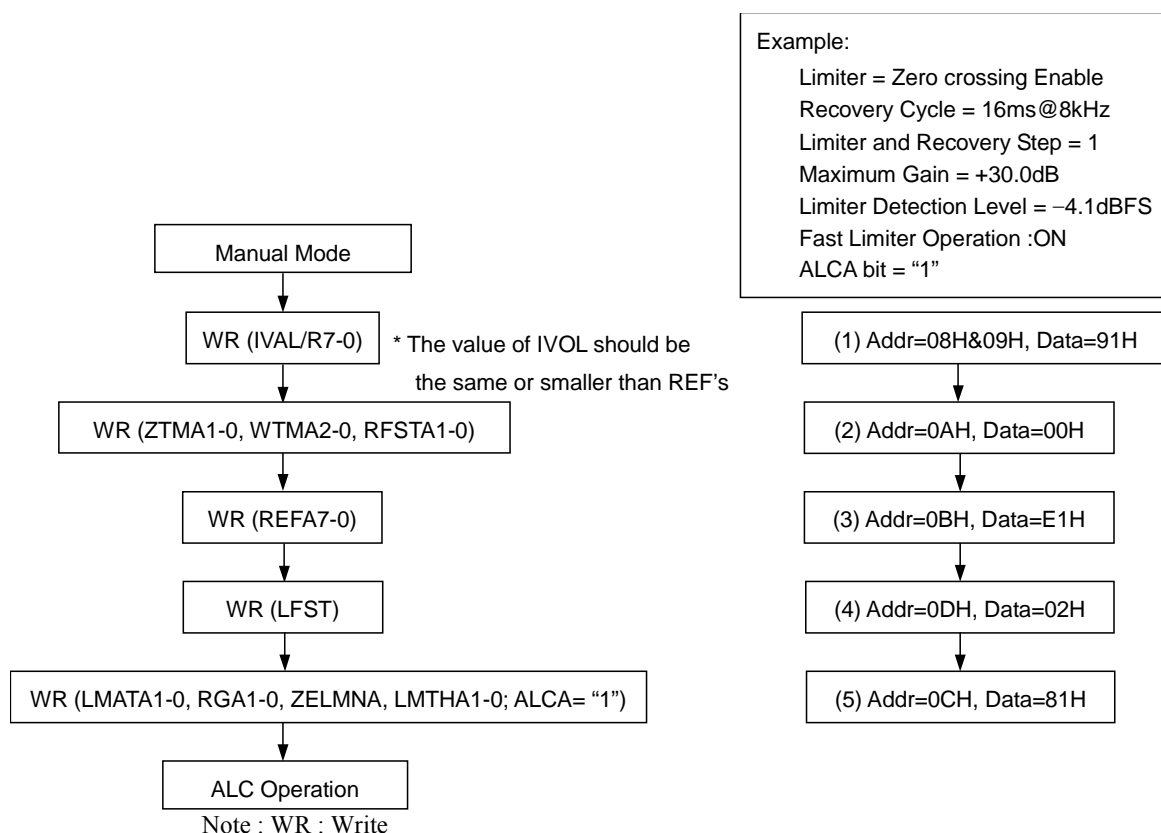 Example:
Limiter = Zero crossing Enable
Recovery Cycle = 16ms@8kHz
Limiter and Recovery Step = 1
Maximum Gain = +30.0dB
Limiter Detection Level = −4.1dBFS
Fast Limiter Operation :ON
ALCA bit = “1”
Manual Mode
WR (IVAL/R7-0)
* The value of IVOL should be
the same or smaller than REF’s
WR (ZTMA1-0, WTMA2-0, RFSTA1-0)
WR (REFA7-0)
WR (LFST)
WR (LMATA1-0, RGA1-0, ZELMNA, LMTHA1-0; ALCA= “1”)
ALC Operation
Note : WR : Write
(1) Addr=08H&09H, Data=91H
(2) Addr=0AH, Data=00H
(3) Addr=0BH, Data=E1H
(4) Addr=0DH, Data=02H
(5) Addr=0CH, Data=81H